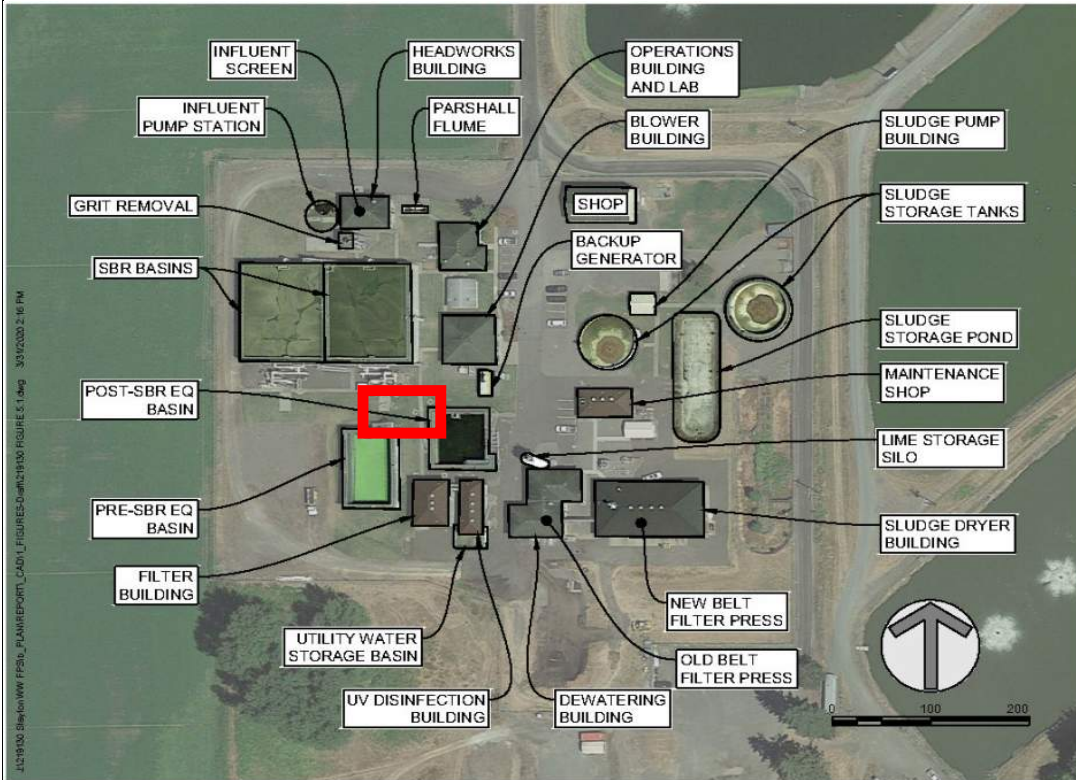 INFLUENT
SCREEN
HEADWORKS
BUILDING
OPERATIONS
BUILDING
AND LAB
INFLUENT
PUMP STATION
PARSHALL
FLUME
BLOWER
BUILDING
SLUDGE PUMP
BUILDING
GRIT REMOVAL
SHOP
SLUDGE
STORAGE TANKS
SBR BASINS
BACKUP
GENERATOR
SLUDGE
STORAGE POND
POST-SBR EQ
BASIN
MAINTENANCE
SHOP
LIME STORAGE
SILO
PRE-SBR EQ
BASIN
SLUDGE DRYER
BUILDING
FILTER
BUILDING
NEW BELT
FILTER PRESS
UTILITY WATER
STORAGE BASIN
OLD BELT
FILTER PRESS
UV DISINFECTION
BUILDING
DEWATERING
BUILDING
0 100 200